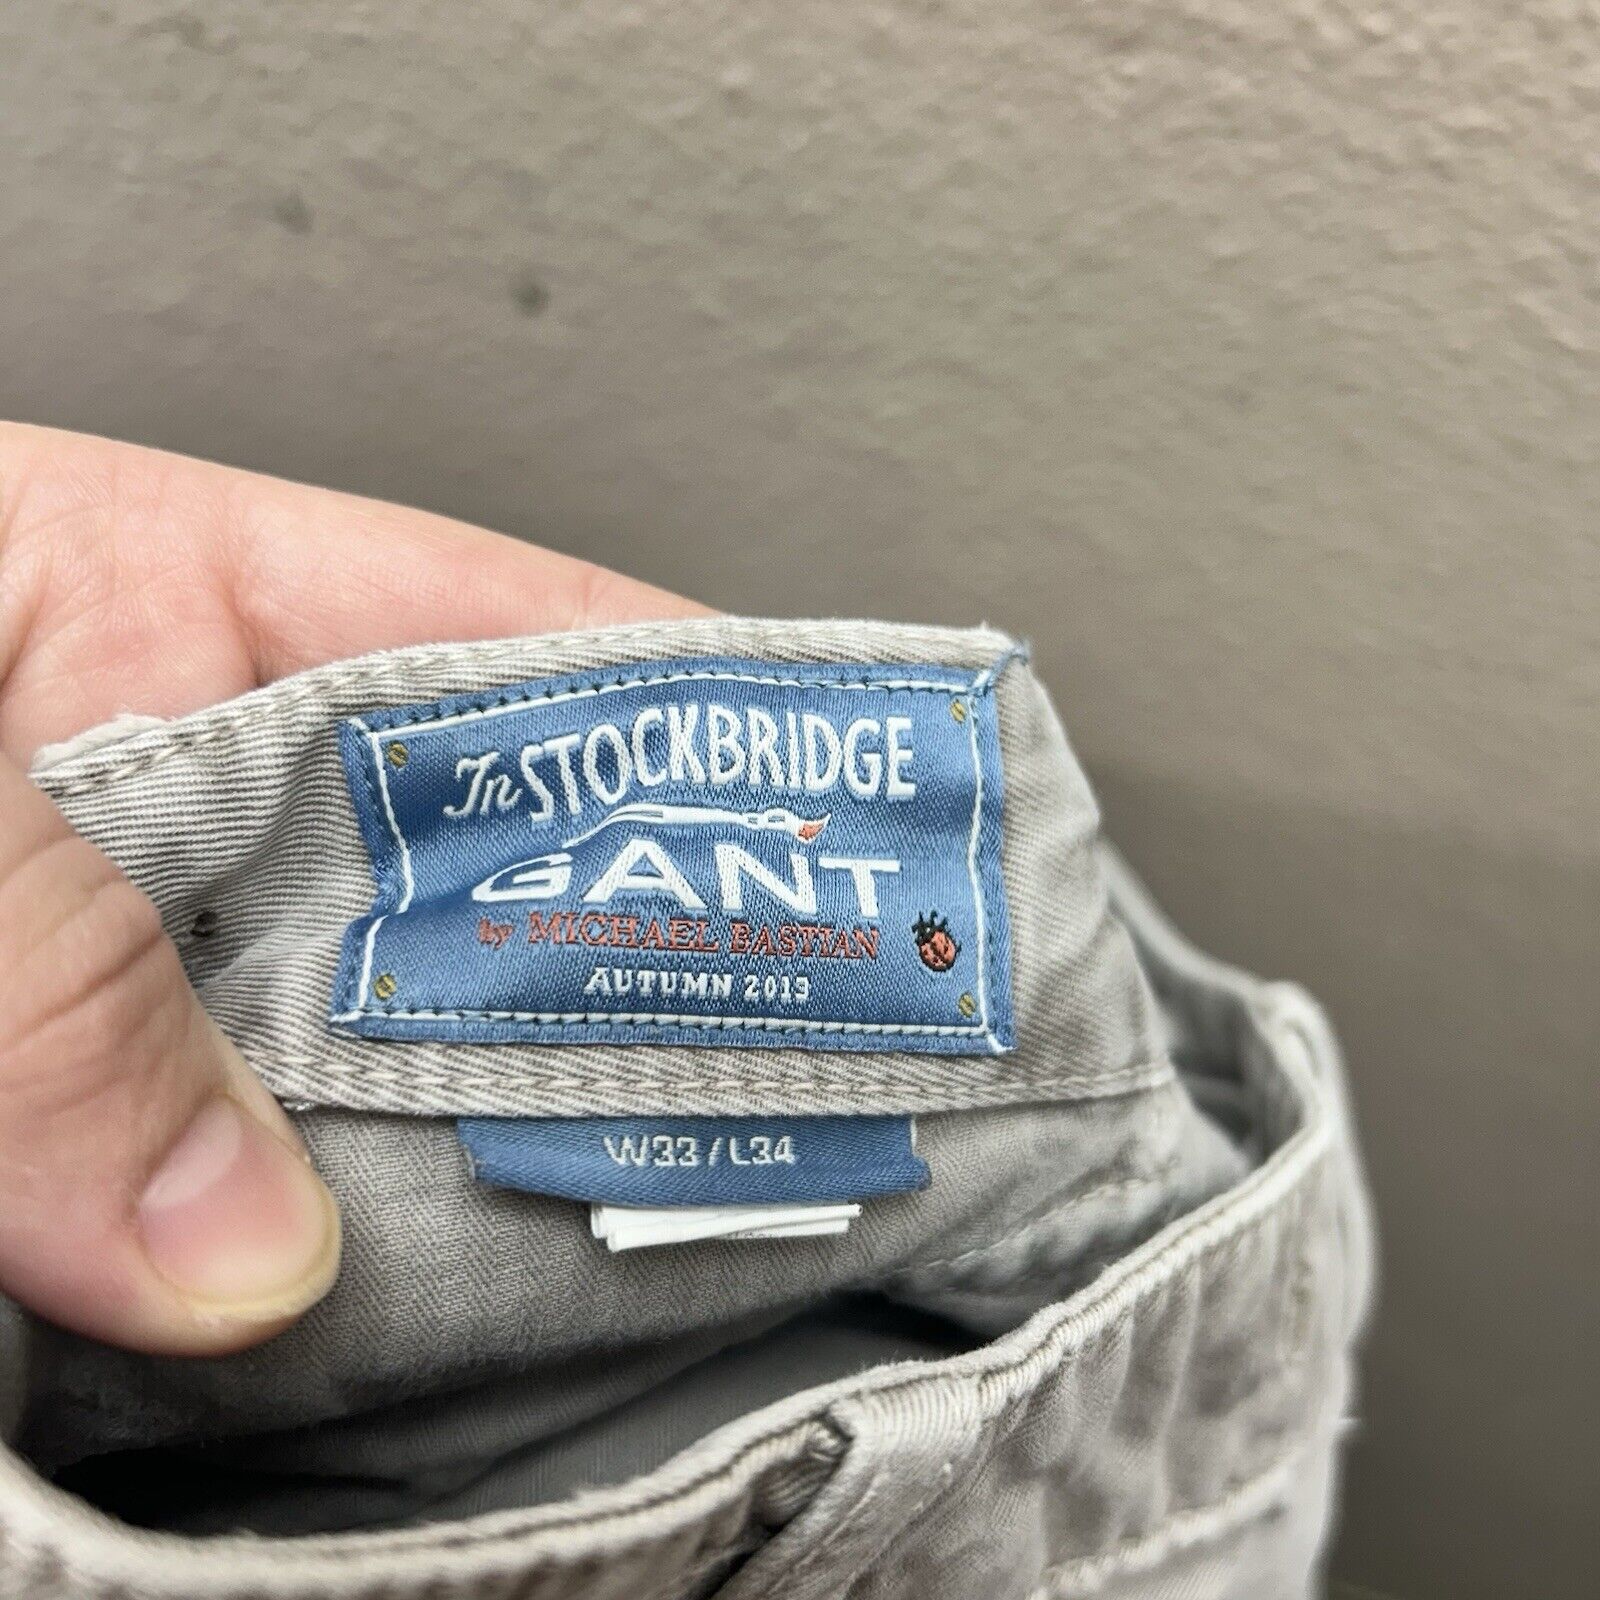 In STOCKBRIDGE
GANT
by MICHAEL BASTIAN
AUTUMN 2013
W33/L34